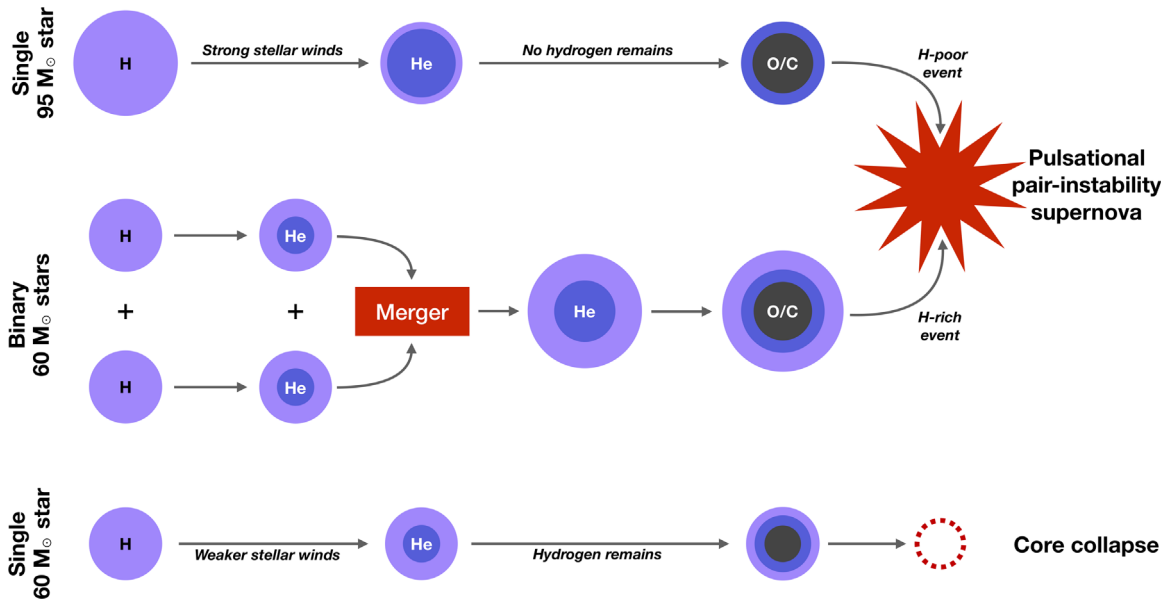 Single
95 M☉ star
H
Strong stellar winds
He
No hydrogen remains
O/C
H-poor
event
Pulsational
pair-instability
supernova
Binary
60 M☉ stars
H
He
+
+
Merger
He
O/C
H-rich
event
H
He
Single
60 M☉ star
H
Weaker stellar winds
He
Hydrogen remains
Core collapse